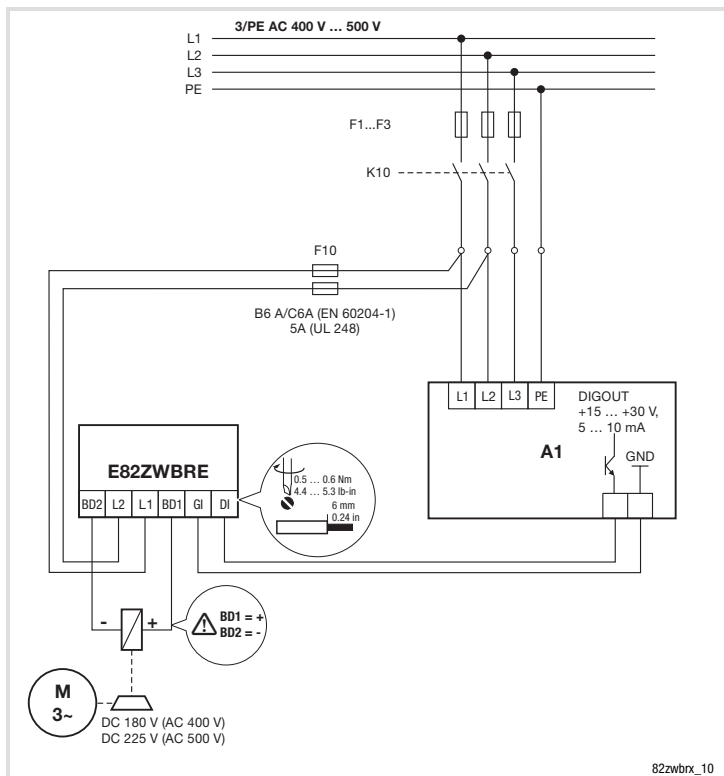 3/PE AC 400 V ... 500 V
L1
L2
L3
PE
F1...F3
K10
F10
B6 A/C6A (EN 60204-1)
5A (UL 248)
L1 L2 L3 PE
DIGOUT
+15 ... +30 V,
5 ... 10 mA
A1
GND
E82ZWBRE
BD2 L2 L1 BD1 GI DI
0.5 ... 0.6 Nm
4.4 ... 5.3 lb-in
6 mm
0.24 in
- +
BD1 = +
BD2 = -
M
3~
DC 180 V (AC 400 V)
DC 225 V (AC 500 V)
82zwbrx_10